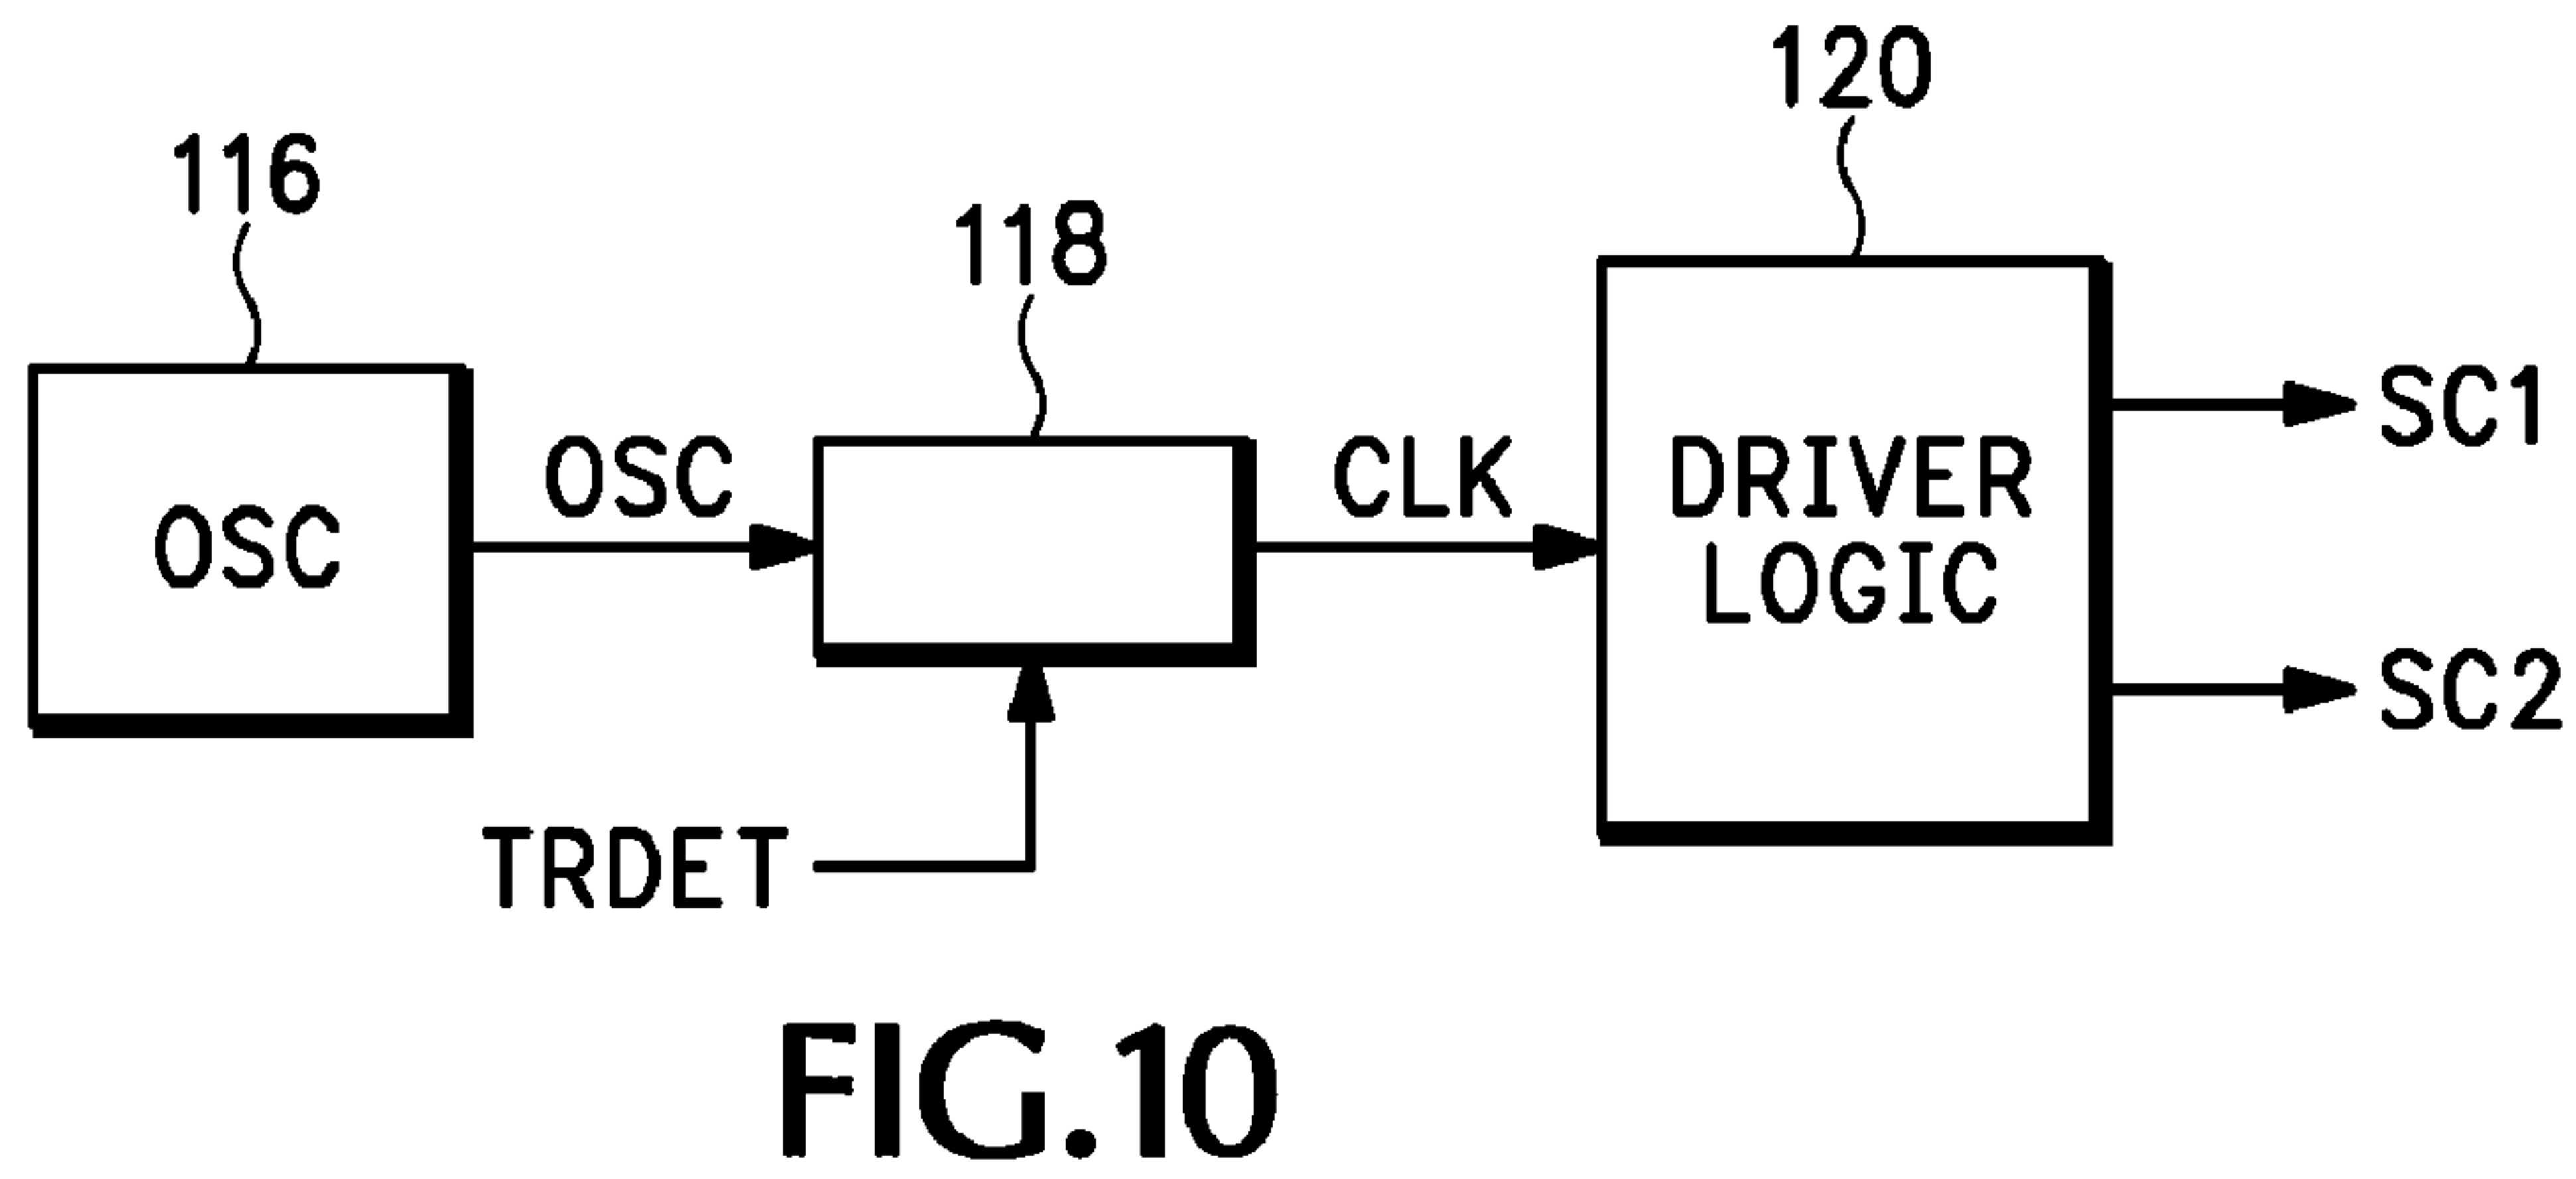 120
116
118
OSC
OSC
CLK
DRIVER
LOGIC
SC1
SC2
TRDET
FIG.10